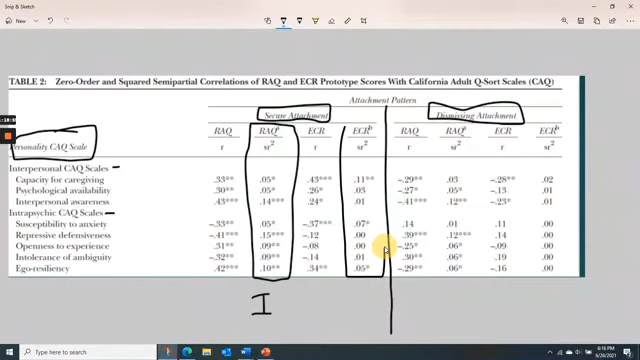 Snip & Sketch
New
TABLE 2: Zero-Order and Squared Semipartial Correlations of RAQ and ECR Prototype Scores With California Adult Q-Sort Scales (CAQ)
Attachment Pattern
Secure Attachment Dismissing Attachment
RAQ RAQb ECR ECRb RAQ RAQb ECR ECRb
Personality CAQ Scale r sr2 r sr2 r sr2 r sr2
Interpersonal CAQ Scales
Capacity for caregiving .33** .05* .43*** .11** -.29** .03 -.28** .02
Psychological availability .30** .05* .26* .03 -.27* .05* -.13 .01
Interpersonal awareness .43*** .14*** .24* .01 -.41*** .12** -.23* .01
Intrapsychic CAQ Scales
Susceptibility to anxiety -.33** .05* -.37*** .07* .14 .01 .11 .00
Repressive defensiveness -.41*** .15*** -.12 .00 .39*** .12*** .14 .00
Openness to experience .31** .09** -.08 .00 -.25* .06* -.09 .00
Intolerance of ambiguity -.32** .09** -.14 .01 .30** .06* .19 .00
Ego-resiliency .42*** .10** .34** .05* -.29** .06* -.16 .00
I
Type here to search
8:16 PM
6/26/2021